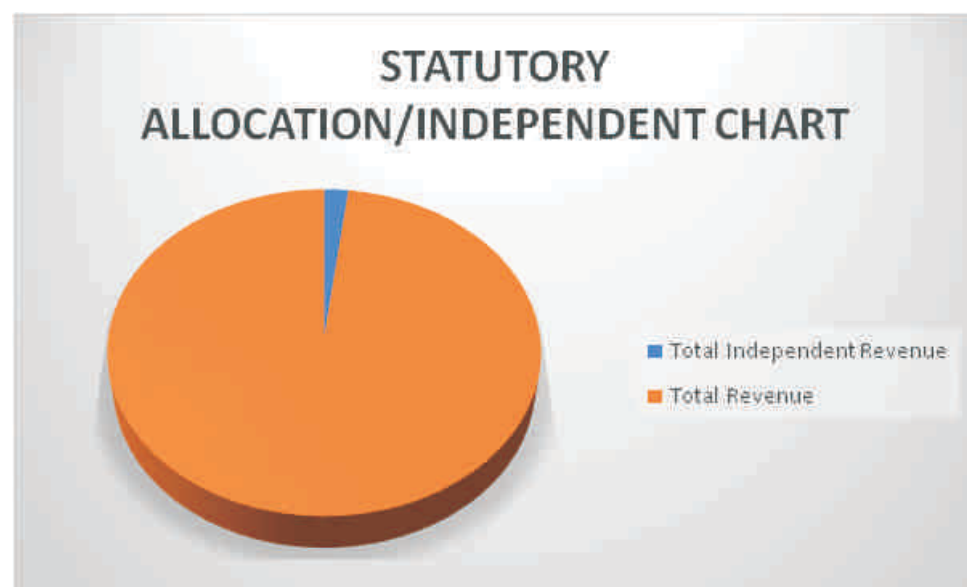 STATUTORY
ALLOCATION/INDEPENDENT CHART
Total Independent Revenue
Total Revenue